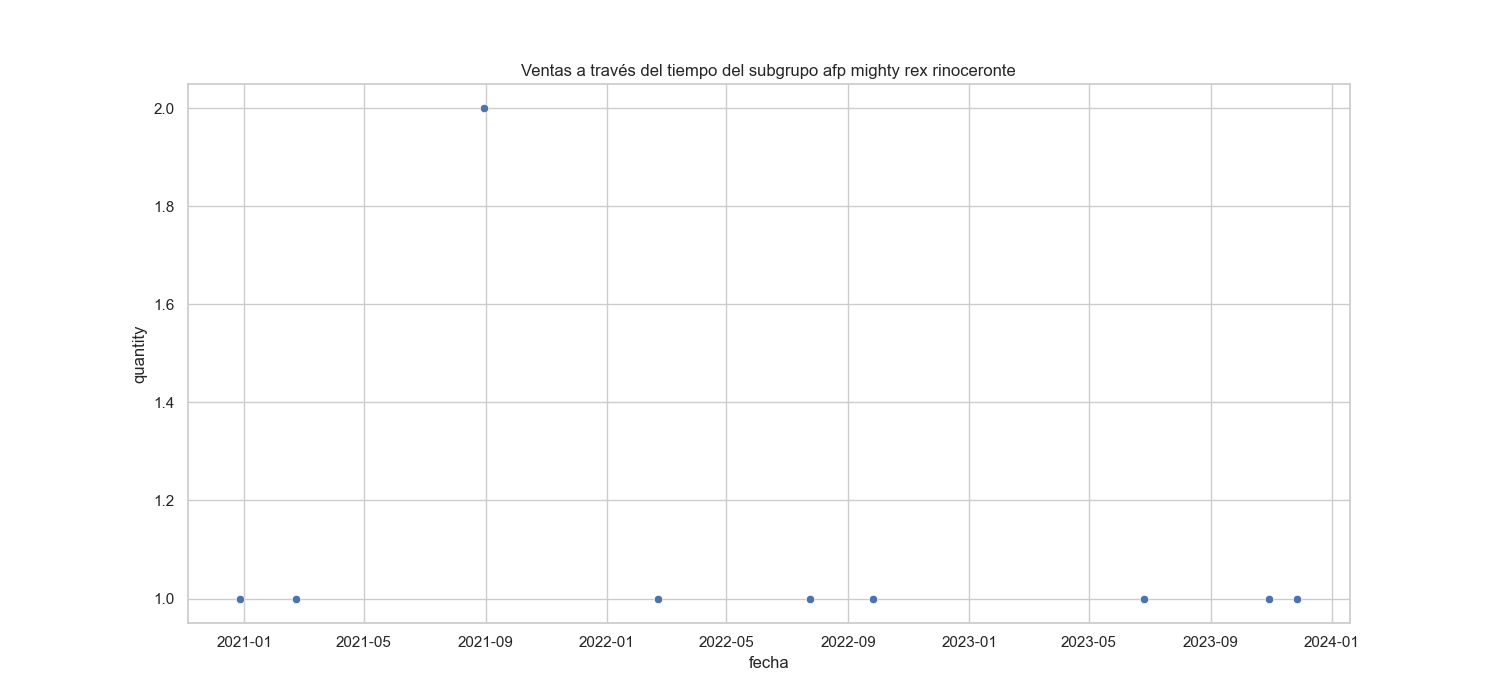 Ventas a través del tiempo del subgrupo afp mighty rex rinoceronte
2.0
1.8
1.6
1.4
1.2
1.0
quantity
2021-01 2021-05 2021-09 2022-01 2022-05 2022-09 2023-01 2023-05 2023-09 2024-01
fecha